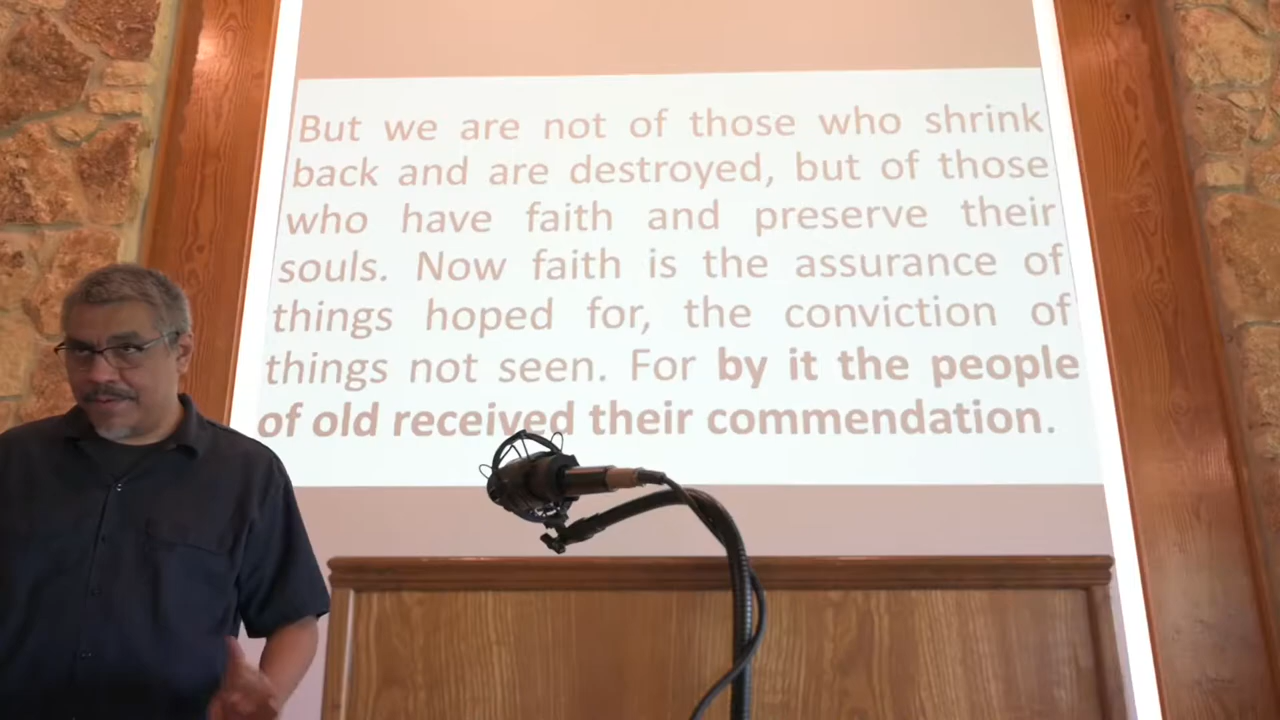 But we are not of those who shrink
back and are destroyed, but of those
who have faith and preserve their
souls. Now faith is the assurance of
things hoped for, the conviction of
things not seen. For by it the people
of old received their commendation.